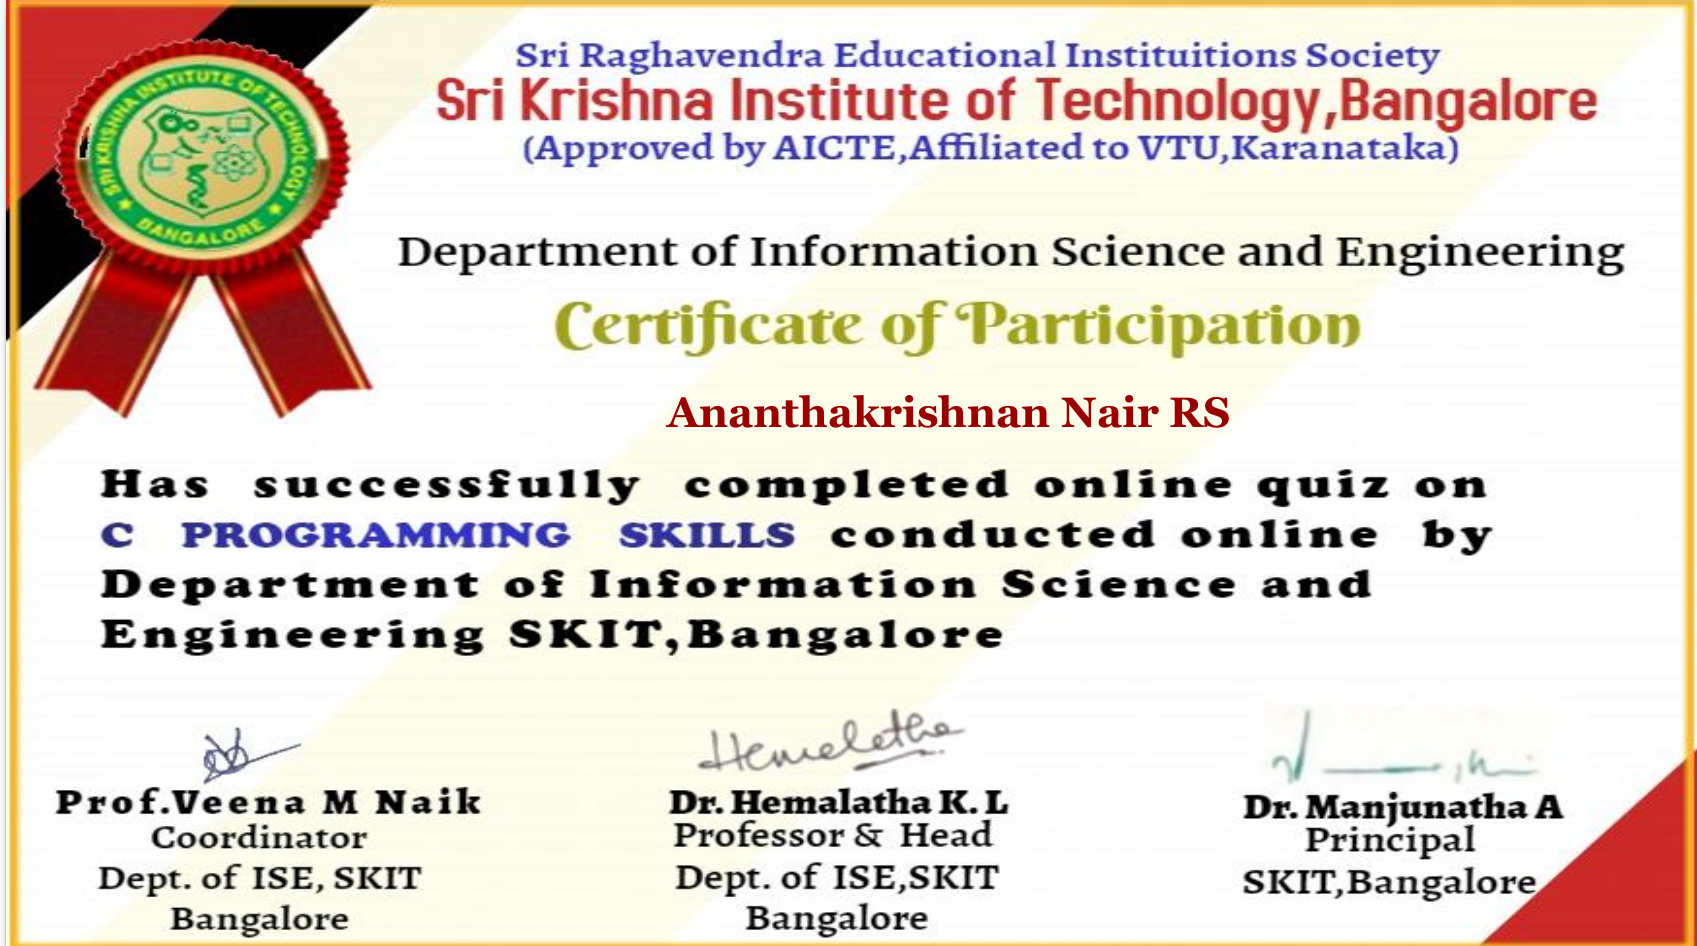 Sri Raghavendra Educational Instituitions Society
Sri Krishna Institute of Technology,Bangalore
(Approved by AICTE,Affiliated to VTU,Karanataka)
SRI KRISHNA INSTITUTE OF TECHNOLOGY
BANGALORE
Department of Information Science and Engineering
Certificate of Participation
Ananthakrishnan Nair RS
Has successfully completed online quiz on
C PROGRAMMING SKILLS conducted online by
Department of Information Science and
Engineering SKIT,Bangalore
Hemalatha
Prof.Veena M Naik
Coordinator
Dept. of ISE, SKIT
Bangalore
Dr. Hemalatha K. L
Professor & Head
Dept. of ISE,SKIT
Bangalore
Dr. Manjunatha A
Principal
SKIT,Bangalore